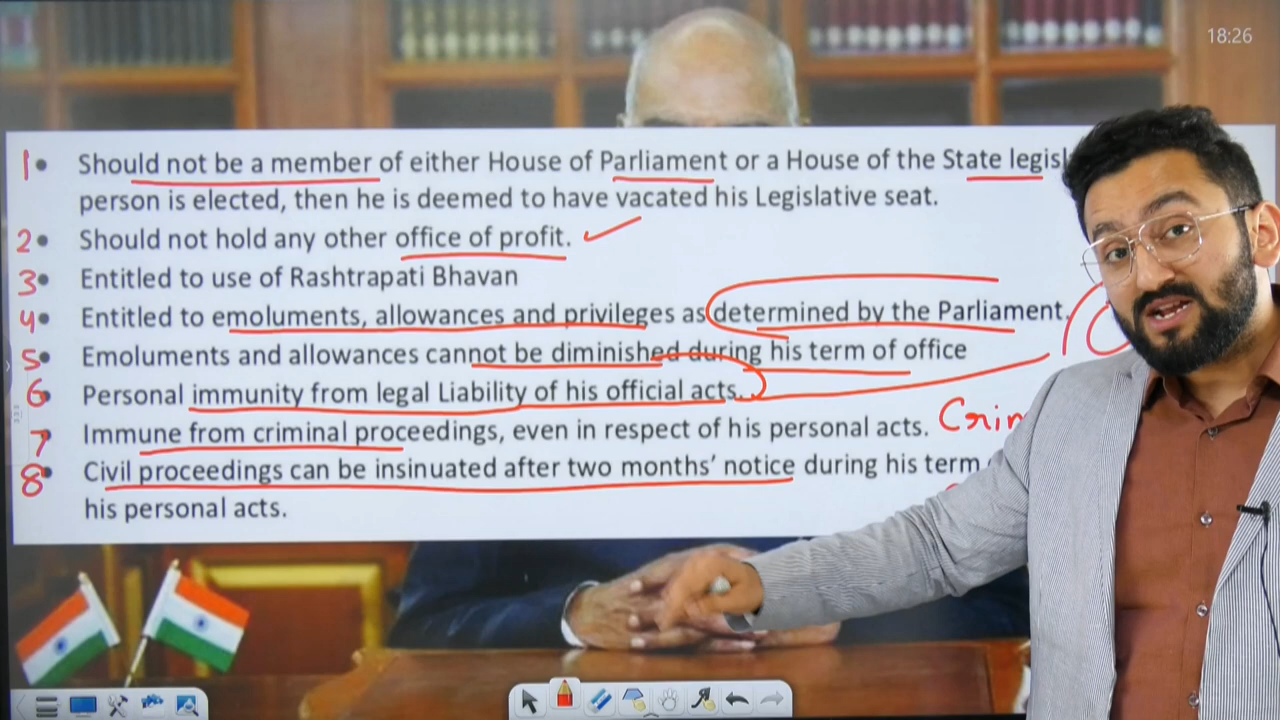 18:26
1• Should not be a member of either House of Parliament or a House of the State
person is elected, then he is deemed to have vacated his Legislative seat.
2• Should not hold any other office of profit.
3• Entitled to use of Rashtrapati Bhavan
4• Entitled to emoluments, allowances and privileges as determined by the Parliament.
5• Emoluments and allowances cannot be diminished during his term of office
6• Personal immunity from legal Liability of his official acts.
7• Immune from criminal proceedings, even in respect of his personal acts. Crim
8• Civil proceedings can be insinuated after two months' notice during his term
his personal acts.